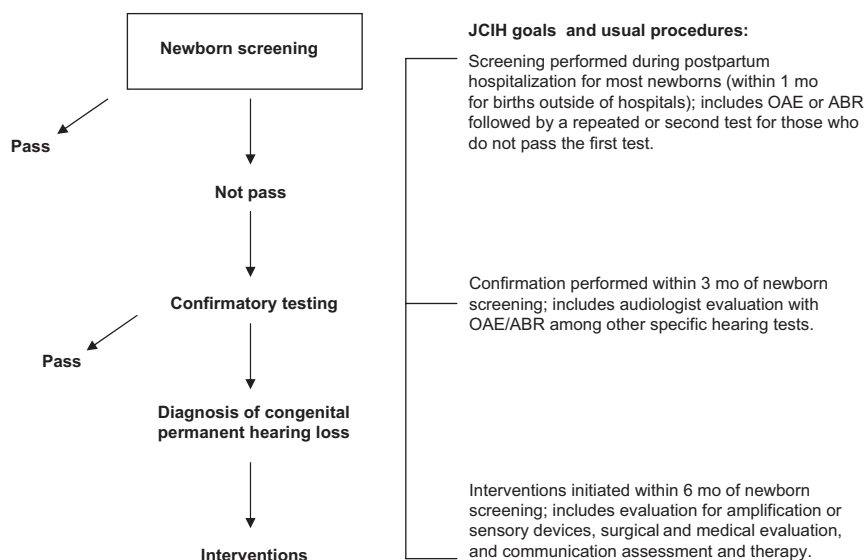 Newborn screening
Pass
Not pass
Confirmatory testing
Pass
Diagnosis of congenital
permanent hearing loss
Interventions
JCIH goals and usual procedures:
Screening performed during postpartum
hospitalization for most newborns (within 1 mo
for births outside of hospitals); includes OAE or ABR
followed by a repeated or second test for those who
do not pass the first test.
Confirmation performed within 3 mo of newborn
screening; includes audiologist evaluation with
OAE/ABR among other specific hearing tests.
Interventions initiated within 6 mo of newborn
screening; includes evaluation for amplification or
sensory devices, surgical and medical evaluation,
and communication assessment and therapy.